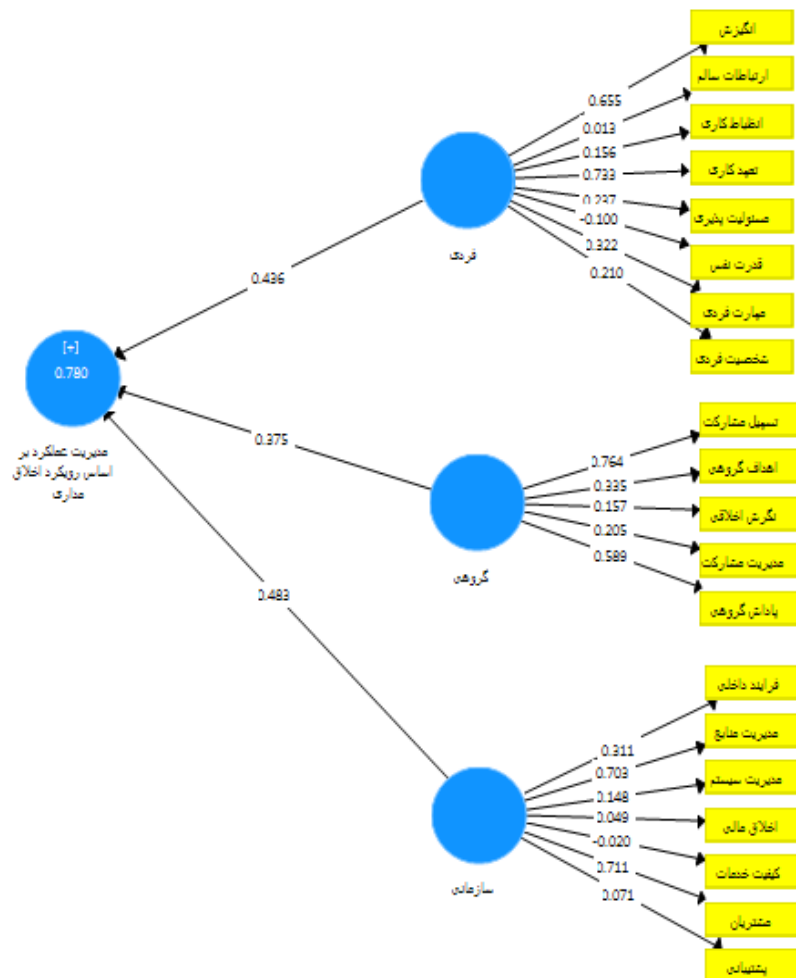 انگیزش
ارتباطات سالم
انظباط کاری
تعهد کاری
مسئولیت پذیری
قدرت نفس
مهارت فردی
شخصیت فردی
0.655
0.013
0.156
0.733
0.237
-0.100
0.322
0.210
فردی
0.436
[+]
0.780
مدیریت عملکرد بر
اساس رویکرد اخلاق
مداری
0.375
تسهیل مشارکت
اهداف گروهی
نگرش اخلاقی
مدیریت مشارکت
پاداش گروهی
0.764
0.335
0.157
0.205
0.589
گروهی
0.483
فرایند داخلی
مدیریت منابع
مدیریت سیستم
اخلاق مالی
کیفیت خدمات
مشتریان
پشتیبانی
0.311
0.703
0.148
0.049
-0.020
0.711
0.071
سازمانی